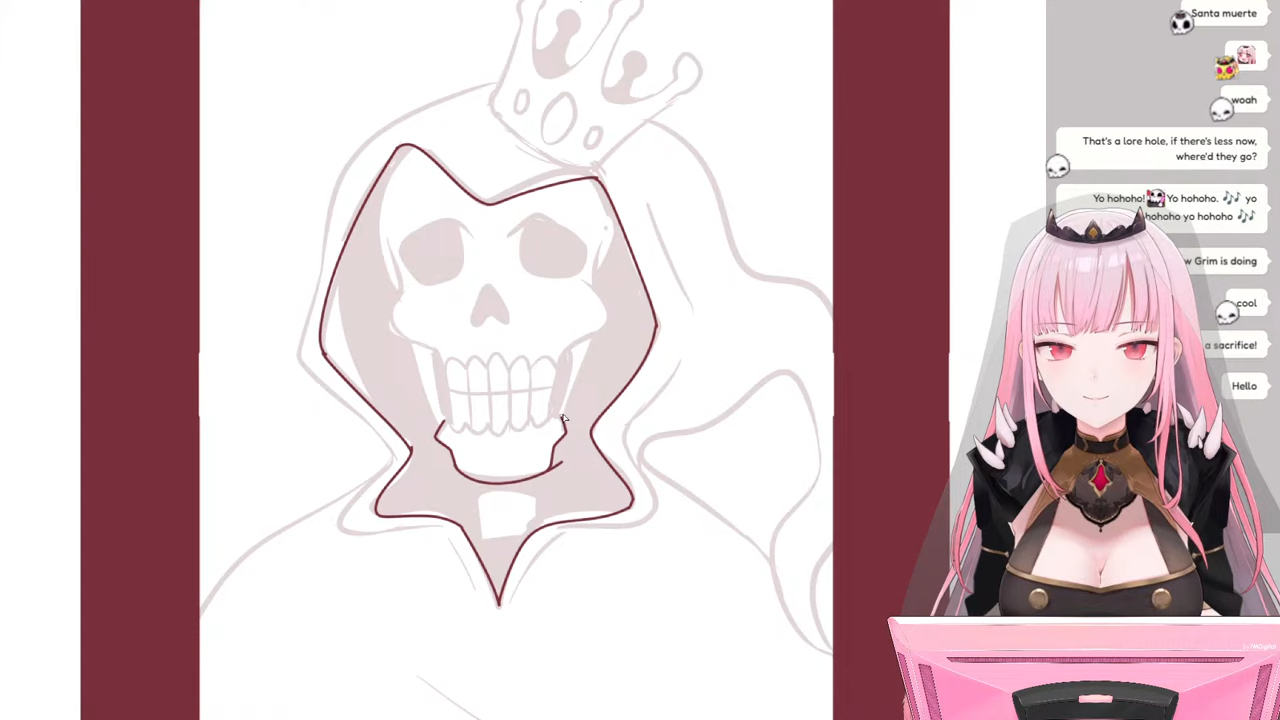 Santa muerte
woah
That's a lore hole, if there's less now,
where'd they go?
Yo hohoho! Yo hohoho. 🎶 yo
hohoho yo hohoho 🎶
w Grim is doing
cool
a sacrifice!
Hello